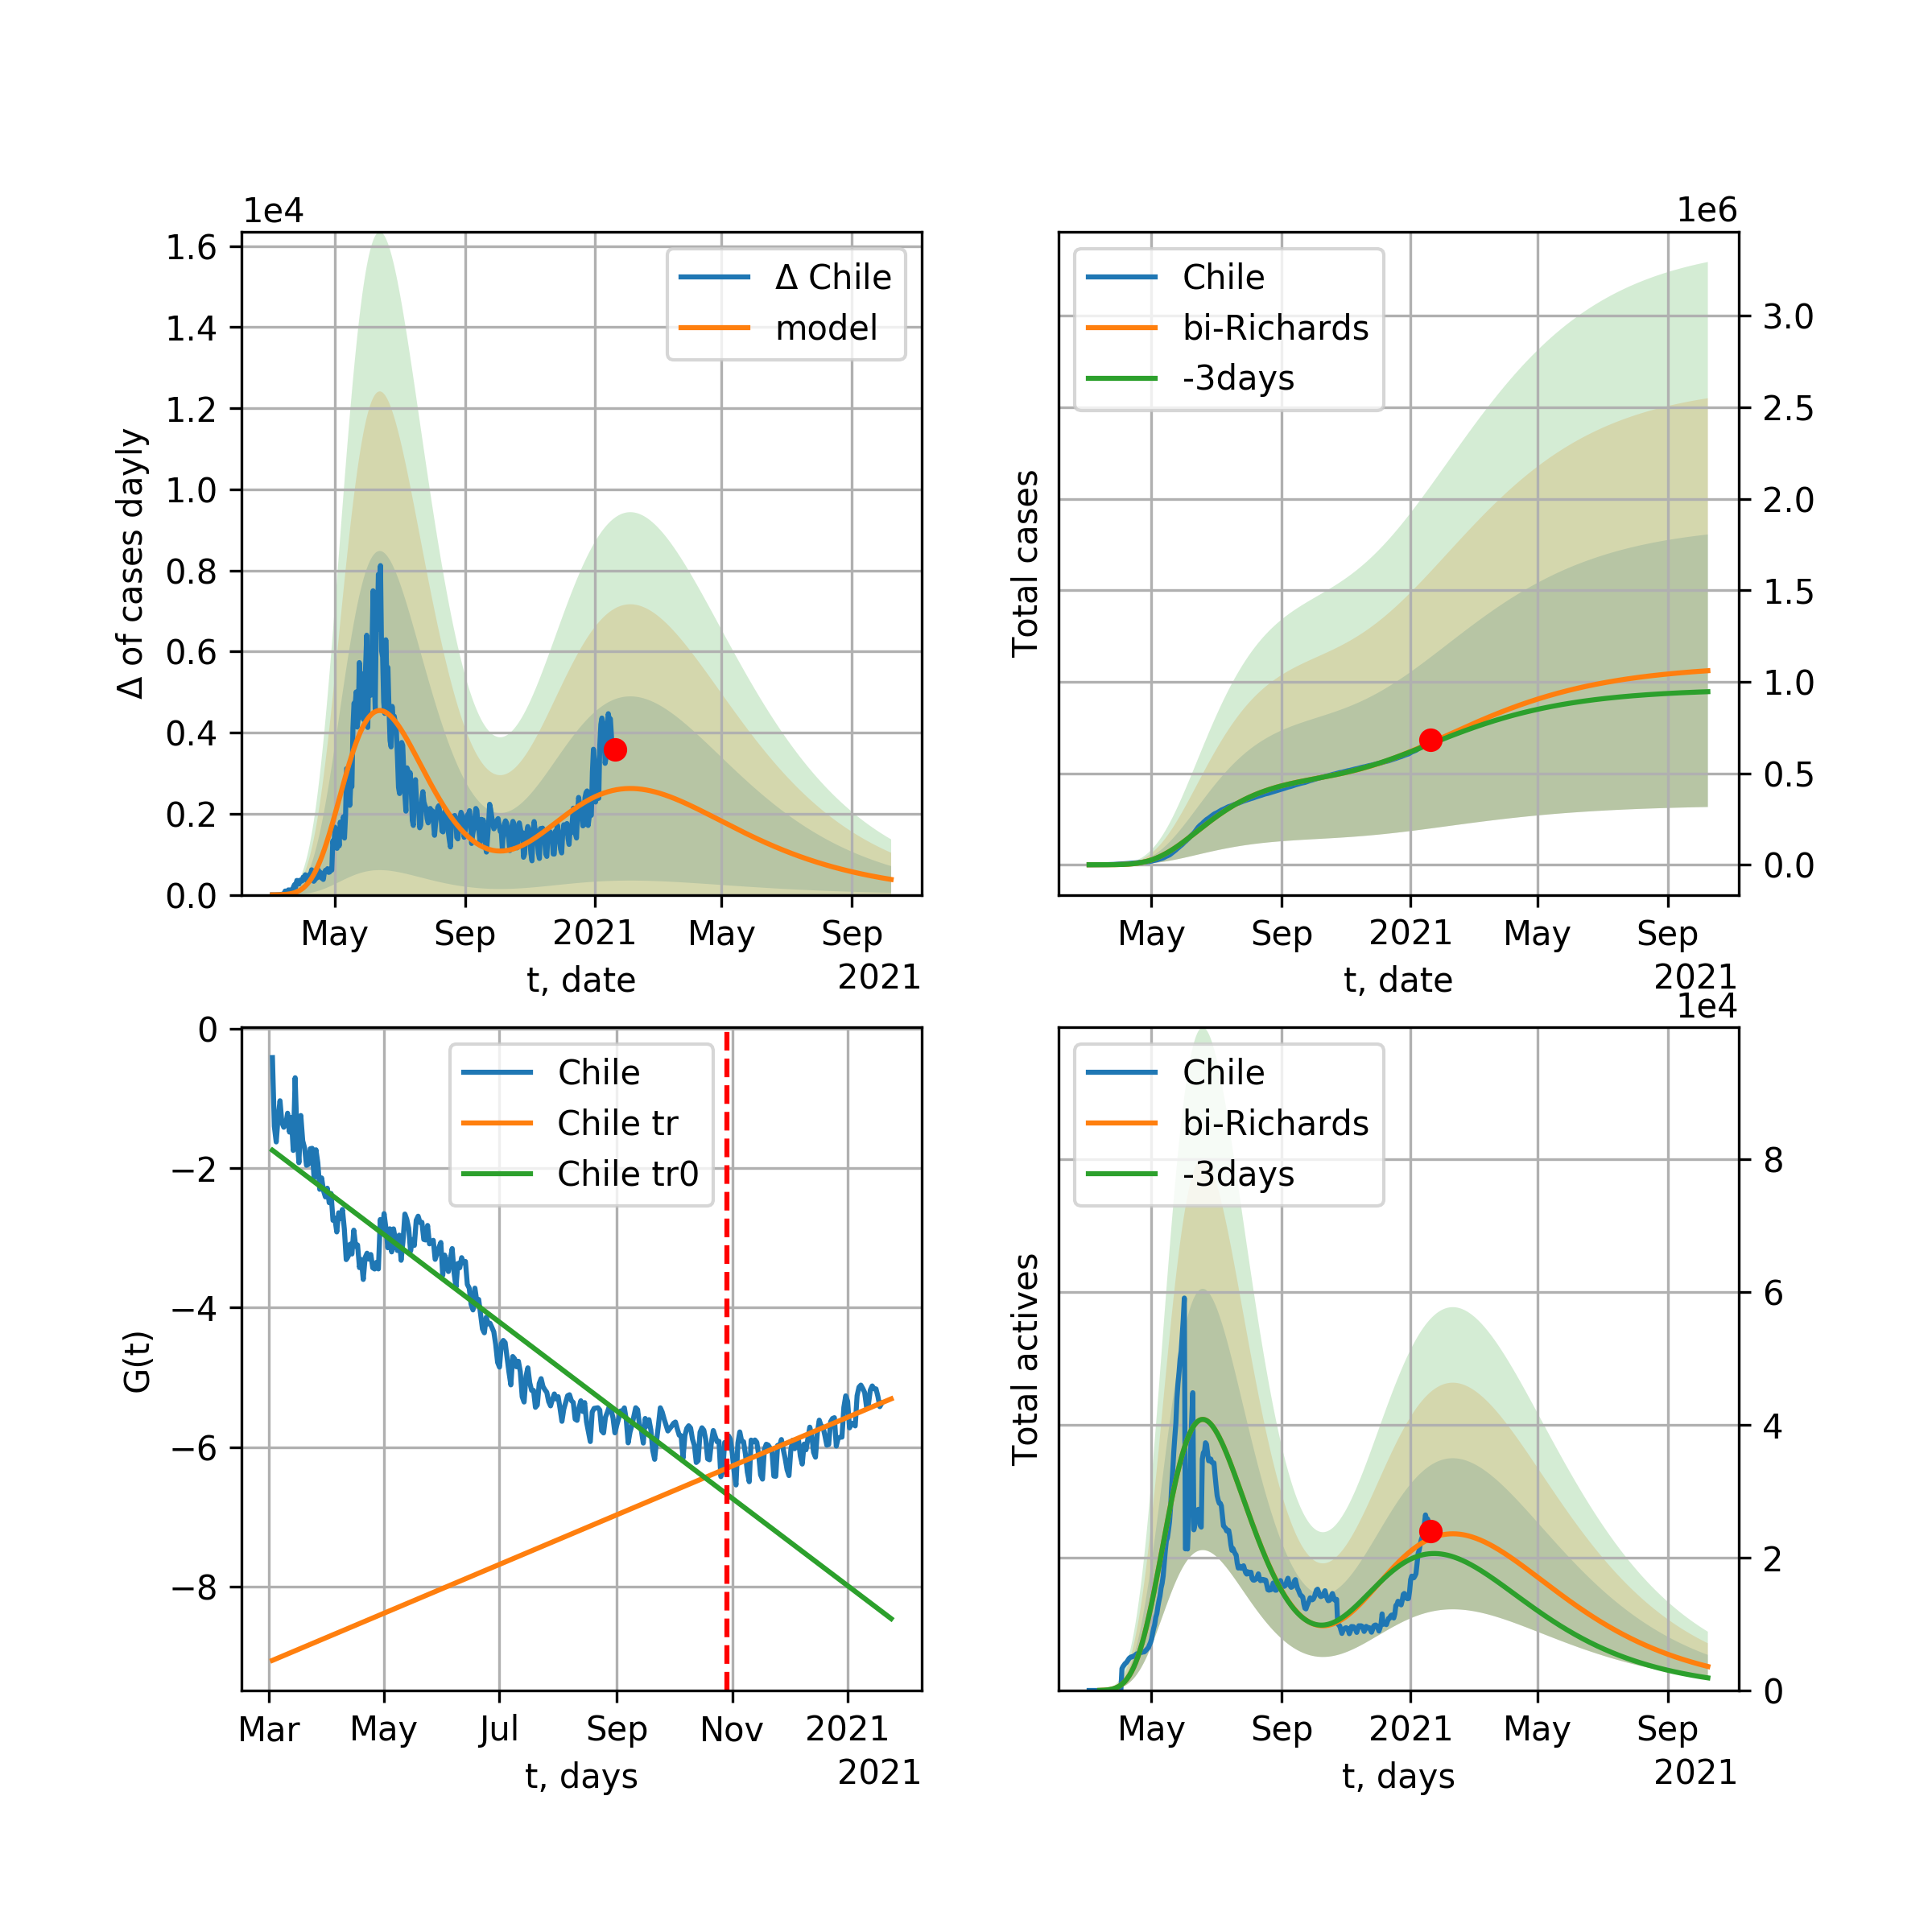 1e4
1.6
1.4
1.2
1.0
0.8
0.6
0.4
0.2
0.0
Δ of cases dayly
Δ Chile
model
May Sep 2021 May Sep
t, date
2021
1e6
3.0
2.5
2.0
1.5
1.0
0.5
0.0
Total cases
Chile
bi-Richards
-3days
May Sep 2021 May Sep
t, date
2021
0
−2
−4
−6
−8
G(t)
Chile
Chile tr
Chile tr0
Mar May Jul Sep Nov 2021
t, days
2021
1e4
8
6
4
2
0
Total actives
Chile
bi-Richards
-3days
May Sep 2021 May Sep
t, days
2021